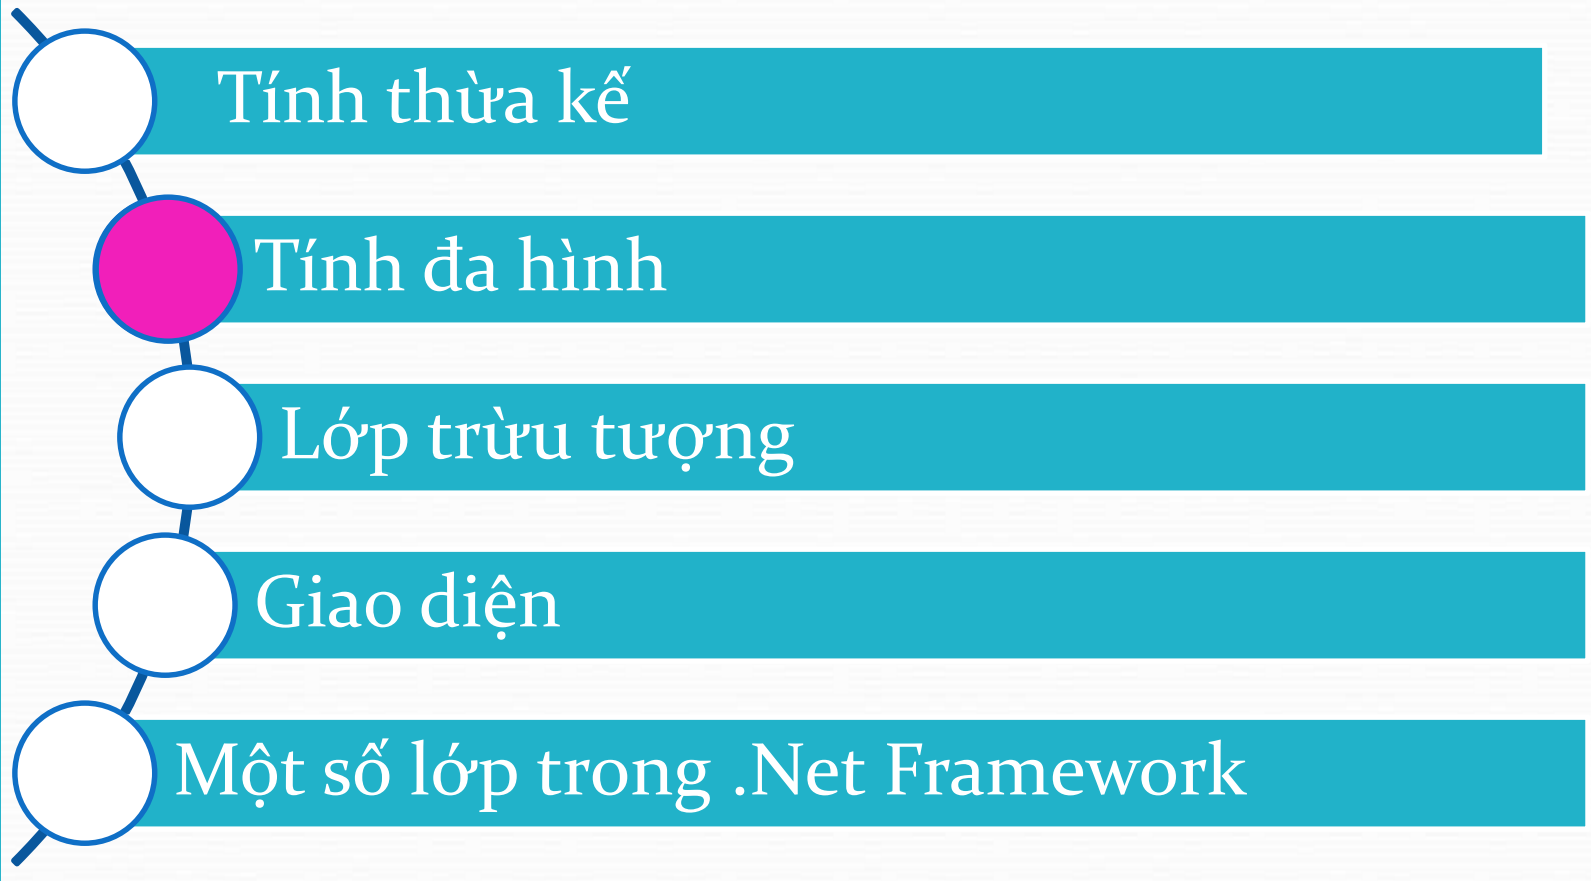 Tính thừa kế
Tính đa hình
Lớp trừu tượng
Giao diện
Một số lớp trong .Net Framework